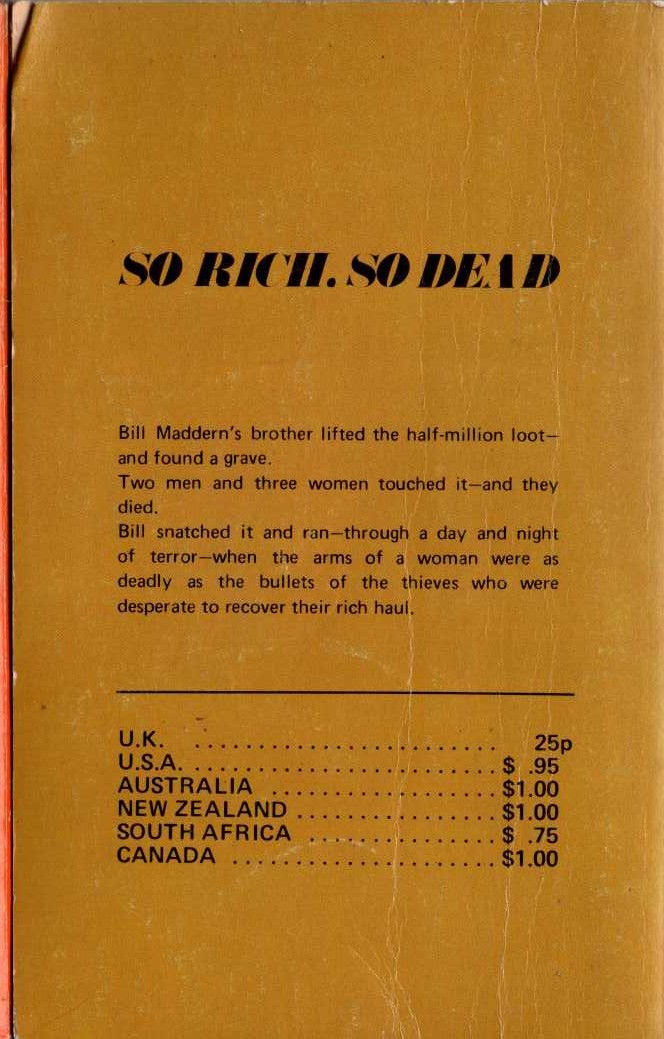 SO RICH. SO DEAD
Bill Maddern's brother lifted the half-million loot—
and found a grave.
Two men and three women touched it—and they
died.
Bill snatched it and ran—through a day and night
of terror—when the arms of a woman were as
deadly as the bullets of the thieves who were
desperate to recover their rich haul.
U.K. .......................... 25p
U.S.A. ........................... $ .95
AUSTRALIA ................... $1.00
NEW ZEALAND ................. $1.00
SOUTH AFRICA ................ $ .75
CANADA ....................... $1.00